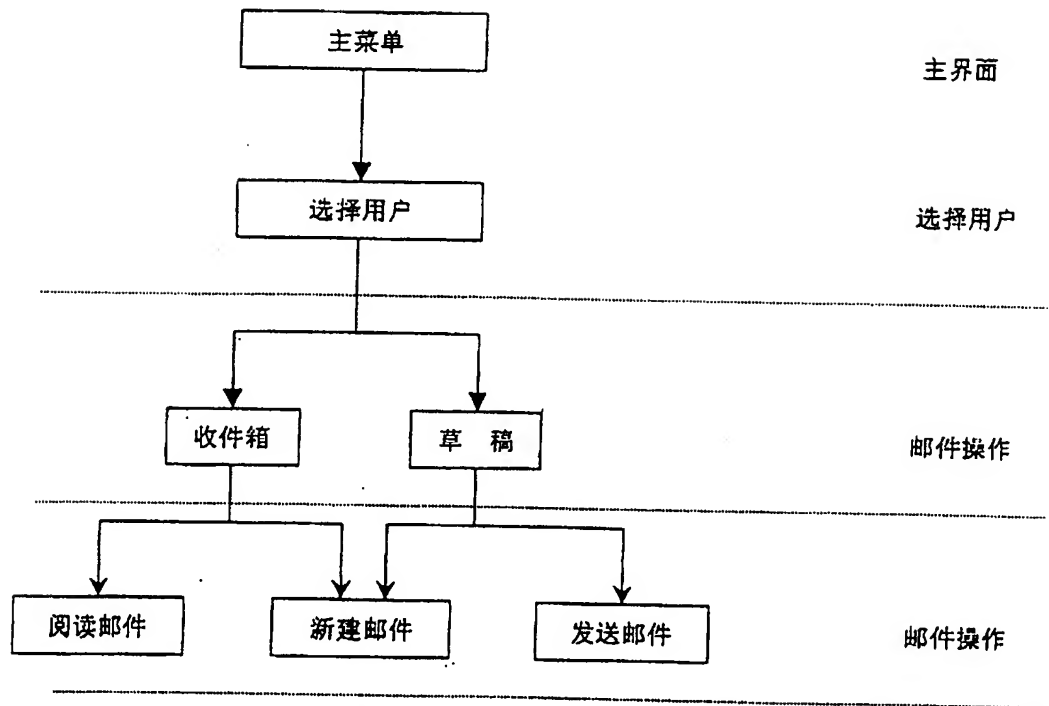 主菜单
主界面
选择用户
选择用户
收件箱
草 稿
邮件操作
阅读邮件
新建邮件
发送邮件
邮件操作